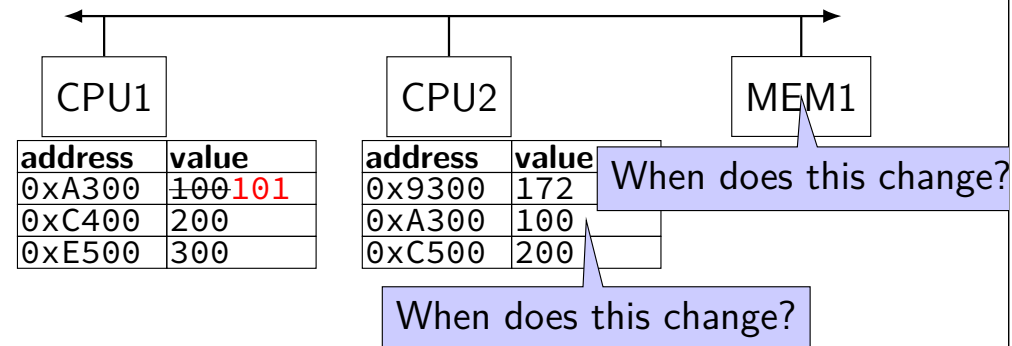 CPU1 CPU2 MEM1
address value address value
0xA300 100101 0x9300 172
0xC400 200 0xA300 100
0xE500 300 0xC500 200
When does this change?
When does this change?